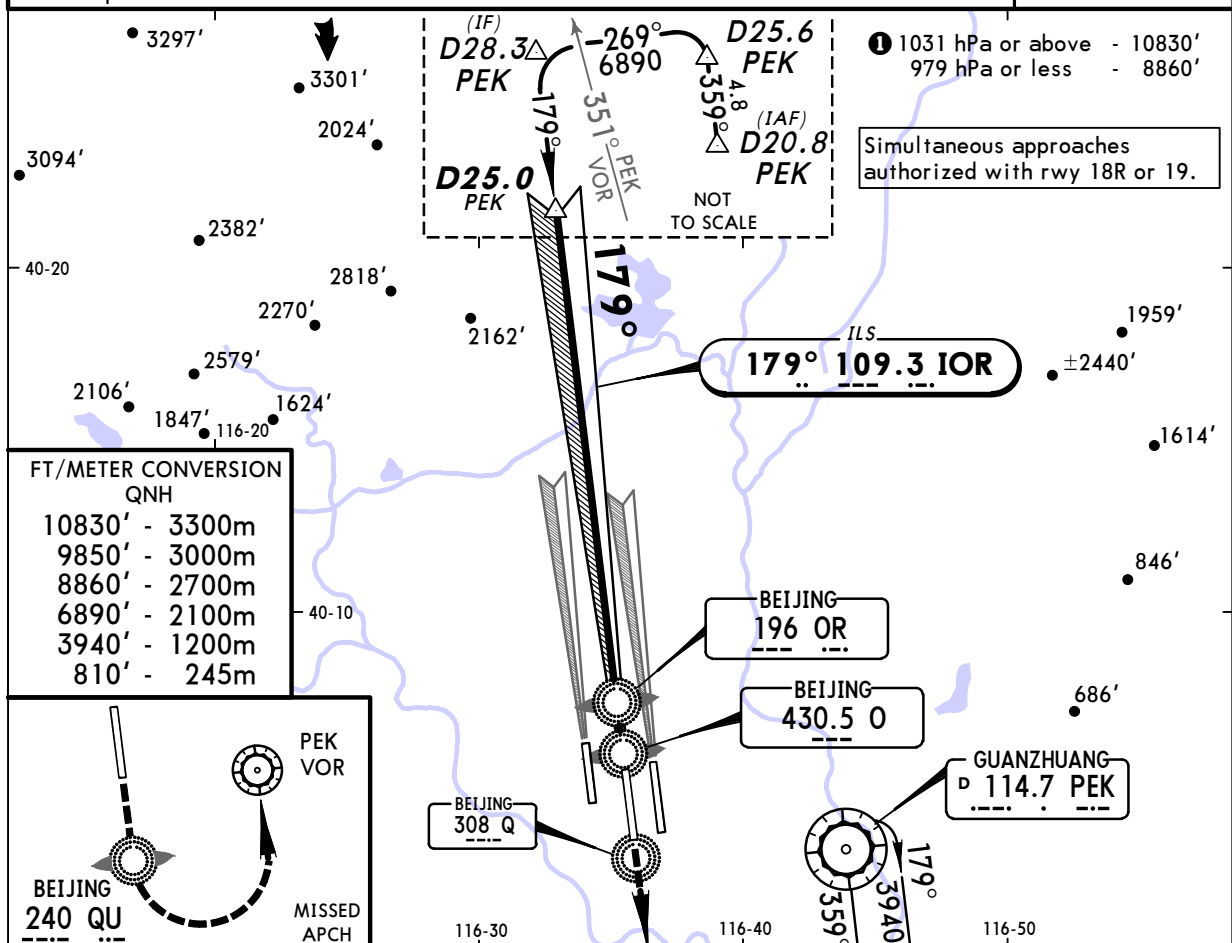 3297'
3301'
2024'
3094'
2382'
2818'
2270'
2162'
2579'
2106'
1847'
1624'
116-20
40-20
(IF)
D28.3
PEK
269°
6890
D25.6
PEK
4.8
359°
(IAF)
D20.8
PEK
179°
351° PEK
VOR
D25.0
PEK
NOT
TO SCALE
179°
1 1031 hPa or above - 10830'
979 hPa or less - 8860'
Simultaneous approaches
authorized with rwy 18R or 19.
ILS
179° 109.3 IOR
1959'
±2440'
1614'
846'
686'
FT/METER CONVERSION
QNH
10830' - 3300m
9850' - 3000m
8860' - 2700m
6890' - 2100m
3940' - 1200m
810' - 245m
40-10
BEIJING
196 OR
BEIJING
430.5 O
GUANZHUANG
D 114.7 PEK
BEIJING
308 Q
PEK
VOR
BEIJING
240 QU
MISSED
APCH
179°
3940
359°
116-30
116-40
116-50